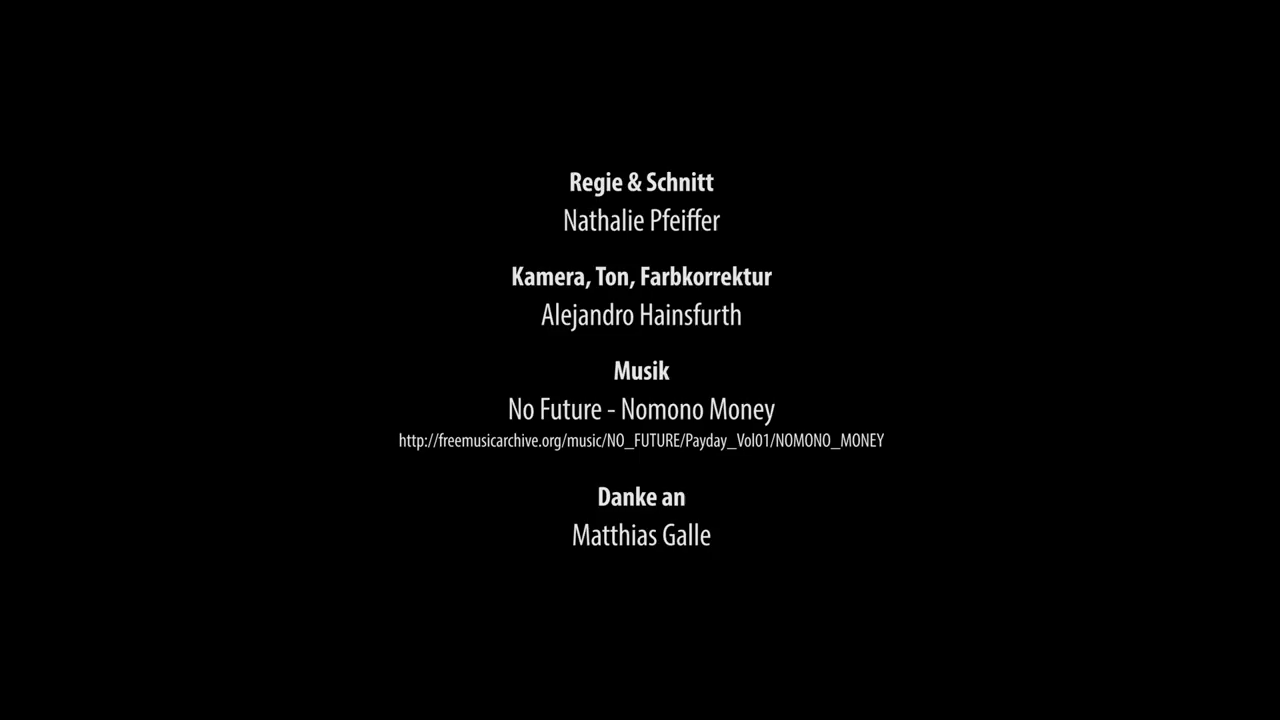 Regie & Schnitt
Nathalie Pfeiffer
Kamera, Ton, Farbkorrektur
Alejandro Hainsfurth
Musik
No Future - Nomono Money
http://freemusicarchive.org/music/NO_FUTURE/Payday_Vol01/NOMONO_MONEY
Danke an
Matthias Galle